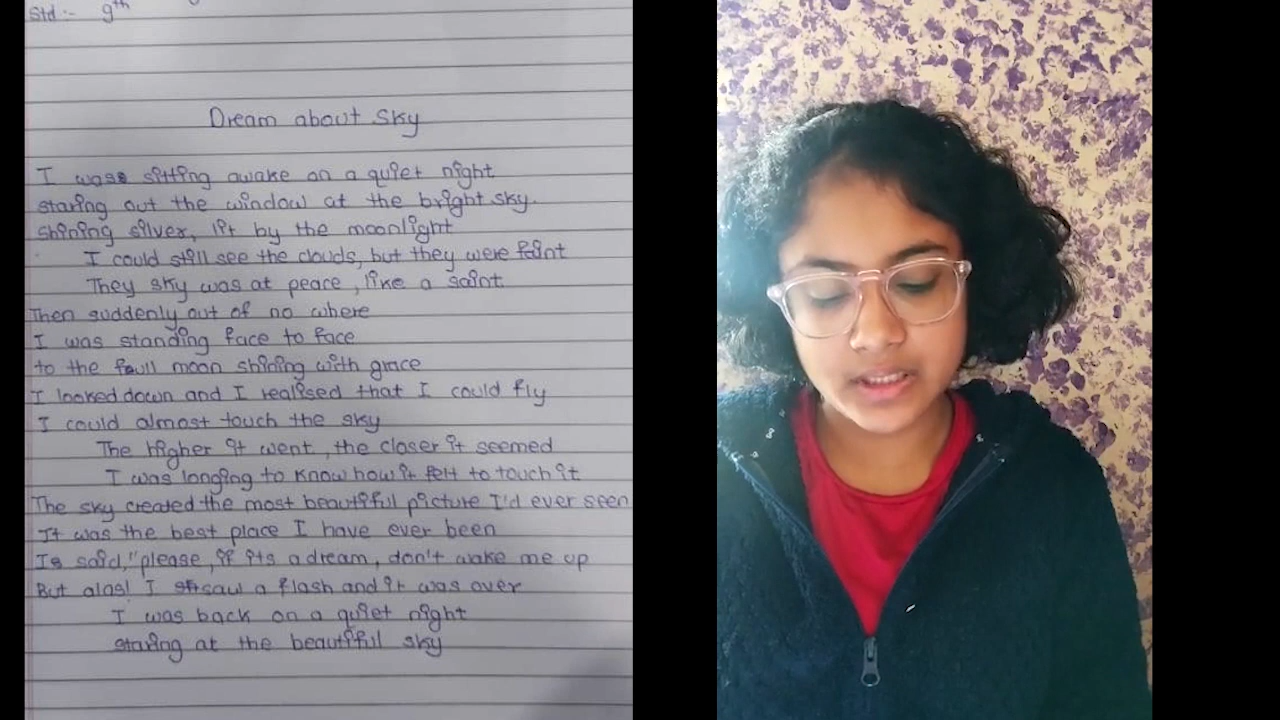 Std :- 9th
Dream about Sky
I was sitting awake on a quiet night
staring out the window at the bright sky.
shining silver, lit by the moonlight
I could still see the clouds, but they were faint
They sky was at peace, like a saint
Then suddenly out of no where
I was standing face to face
to the full moon shining with grace
I looked down and I realised that I could fly
I could almost touch the sky
The higher it went, the closer it seemed
I was longing to know how it felt to touch it
The sky created the most beautiful picture I'd ever seen
It was the best place I have ever been
I said, "please, if its a dream, don't wake me up
But alas! I saw a flash and it was over
I was back on a quiet night
staring at the beautiful sky